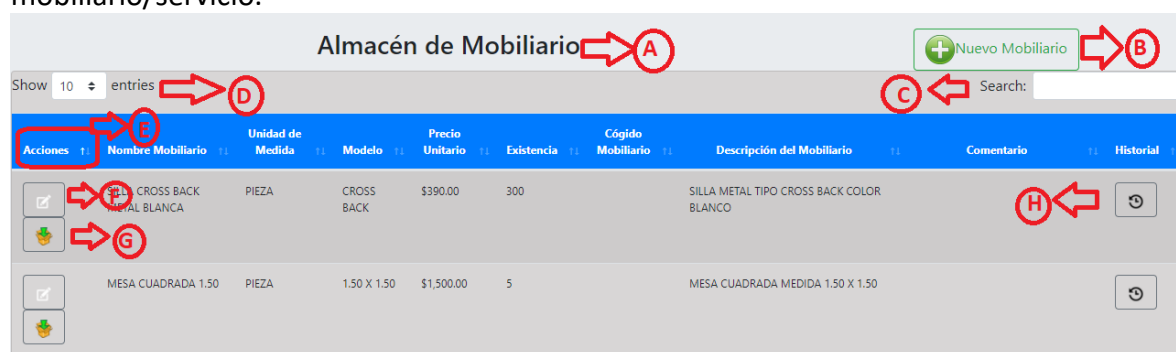 mobiliario/servicio.
Almacén de Mobiliario A
Nuevo Mobiliario B
Show 10 entries D
C Search:
E
Acciones Nombre Mobiliario Unidad de Medida Modelo Precio Unitario Existencia Cógido Mobiliario Descripción del Mobiliario Comentario Historial
F SILLA CROSS BACK METAL BLANCA PIEZA CROSS BACK $390.00 300 SILLA METAL TIPO CROSS BACK COLOR BLANCO H
G
MESA CUADRADA 1.50 PIEZA 1.50 X 1.50 $1,500.00 5 MESA CUADRADA MEDIDA 1.50 X 1.50